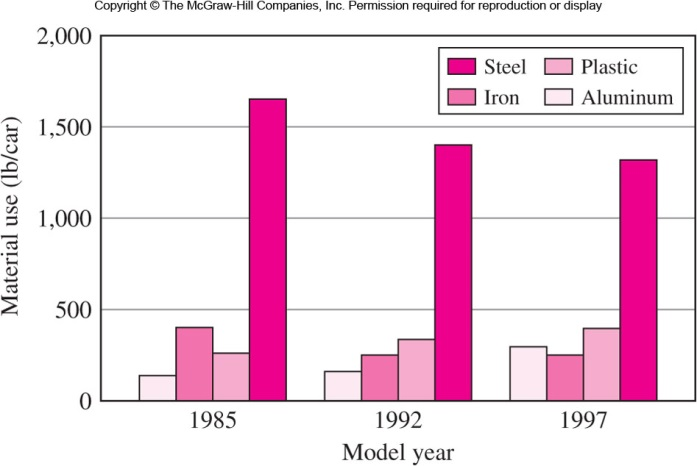 Copyright © The McGraw-Hill Companies, Inc. Permission required for reproduction or display
2,000
1,500
1,000
500
0
Material use (lb/car)
Steel
Plastic
Iron
Aluminum
1985
1992
1997
Model year